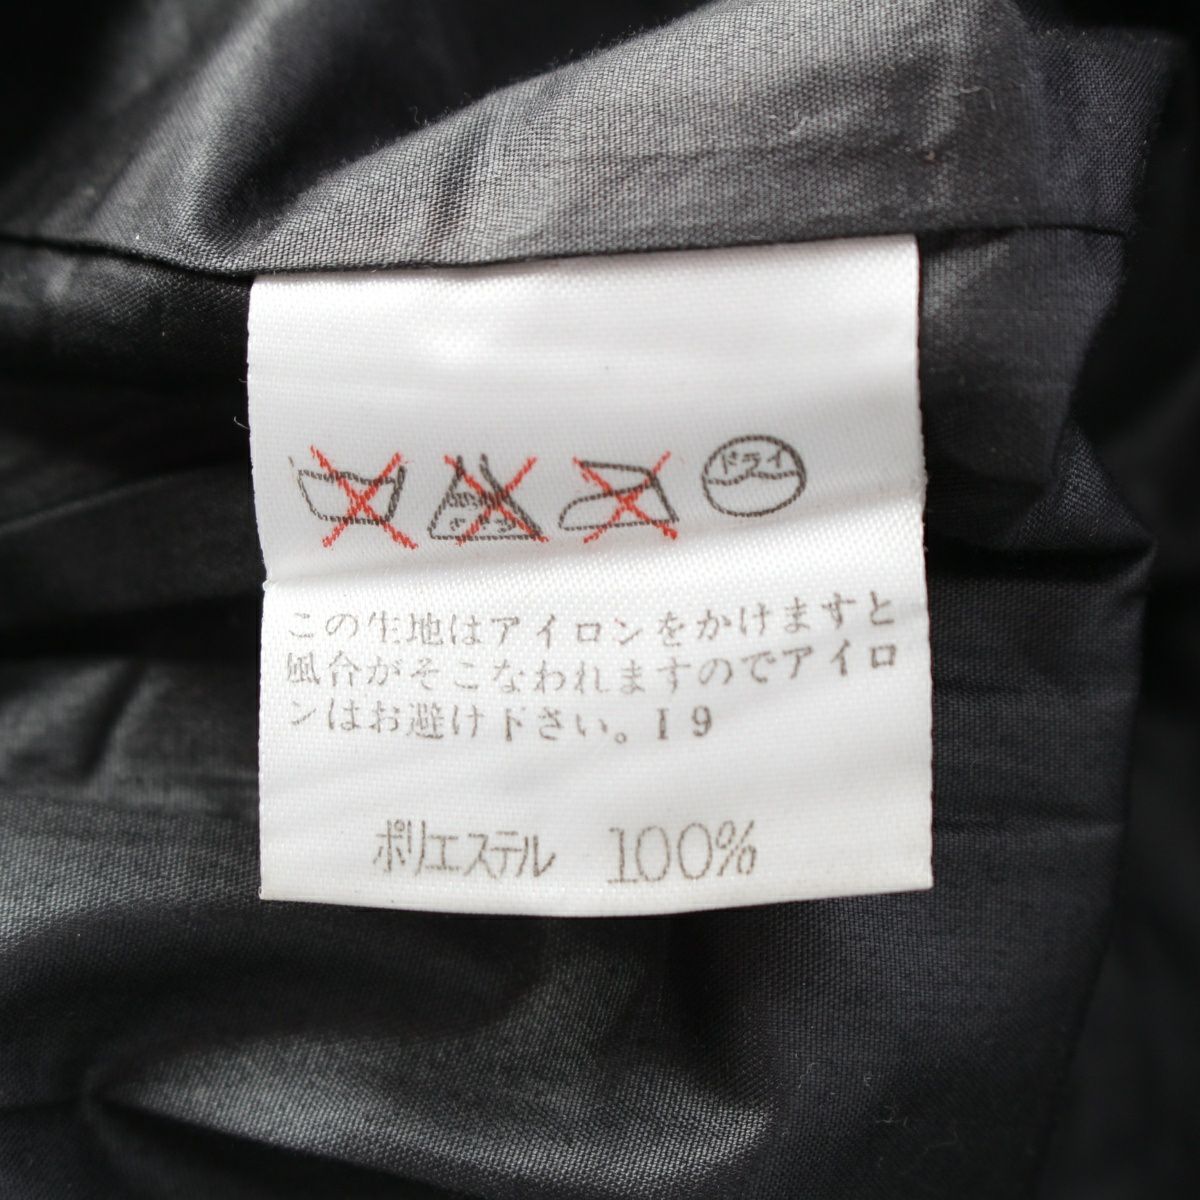 ドライ
この生地はアイロンをかけますと
風合がそこなわれますのでアイロ
ンはお避け下さい。I9
ポリエステル 100%